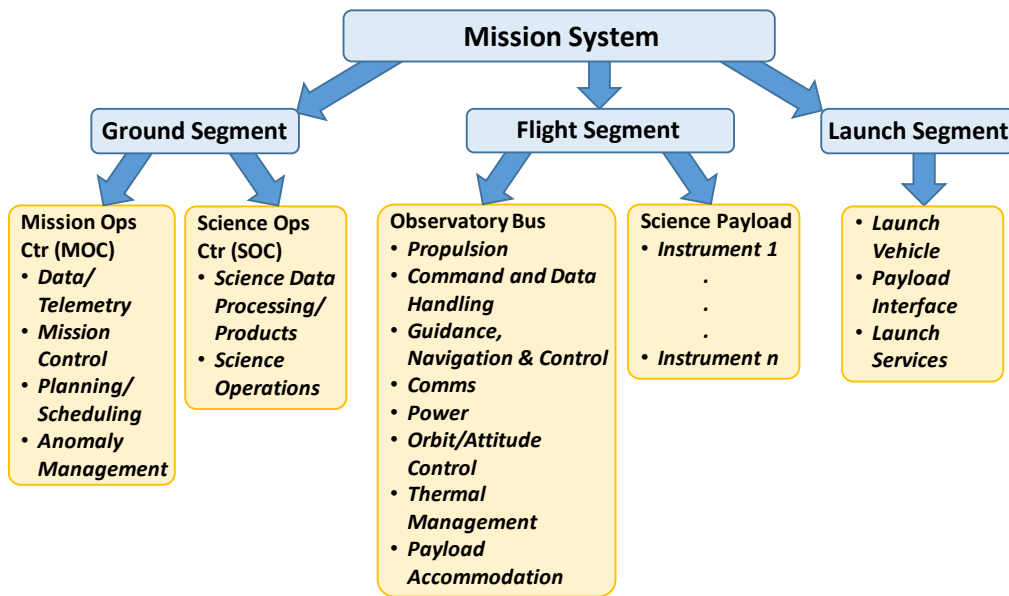 Mission System
Ground Segment
Flight Segment
Launch Segment
Mission Ops
Ctr (MOC)
• Data/
Telemetry
• Mission
Control
• Planning/
Scheduling
• Anomaly
Management
Science Ops
Ctr (SOC)
• Science Data
Processing/
Products
• Science
Operations
Observatory Bus
• Propulsion
• Command and Data
Handling
• Guidance,
Navigation & Control
• Comms
• Power
• Orbit/Attitude
Control
• Thermal
Management
• Payload
Accommodation
Science Payload
• Instrument 1
.
.
.
• Instrument n
• Launch
Vehicle
• Payload
Interface
• Launch
Services